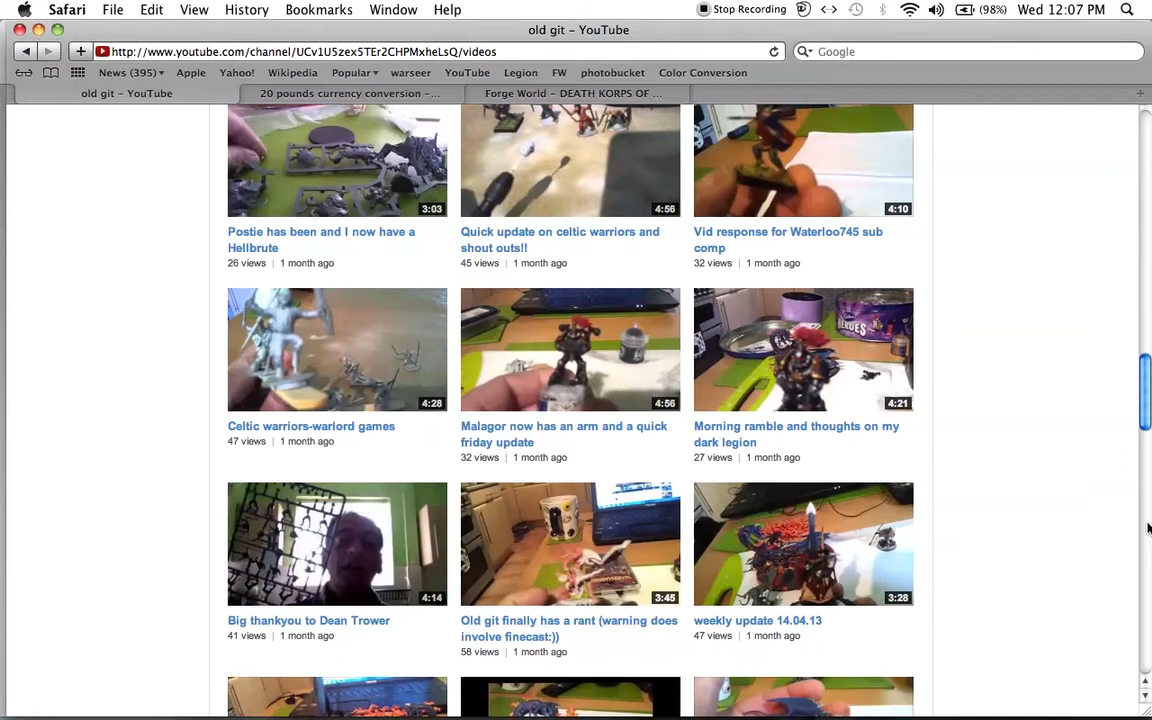 Safari File Edit View History Bookmarks Window Help Stop Recording (98%) Wed 12:07 PM
old git – YouTube
http://www.youtube.com/channel/UCv1U5zex5TEr2CHPMxheLsQ/videos Google
News (395) Apple Yahoo! Wikipedia Popular warseer YouTube Legion FW photobucket Color Conversion
old git – YouTube 20 pounds currency conversion –... Forge World – DEATH KORPS OF ...
3:03 4:56 4:10
Postie has been and I now have a Quick update on celtic warriors and Vid response for Waterloo745 sub
Hellbrute shout outs!! comp
26 views | 1 month ago 45 views | 1 month ago 32 views | 1 month ago
HEROES
4:28 4:56 4:21
Celtic warriors-warlord games Malagor now has an arm and a quick Morning ramble and thoughts on my
friday update dark legion
47 views | 1 month ago 32 views | 1 month ago 27 views | 1 month ago
4:14 3:45 3:28
Big thankyou to Dean Trower Old git finally has a rant (warning does weekly update 14.04.13
involve finecast:))
41 views | 1 month ago 58 views | 1 month ago 47 views | 1 month ago